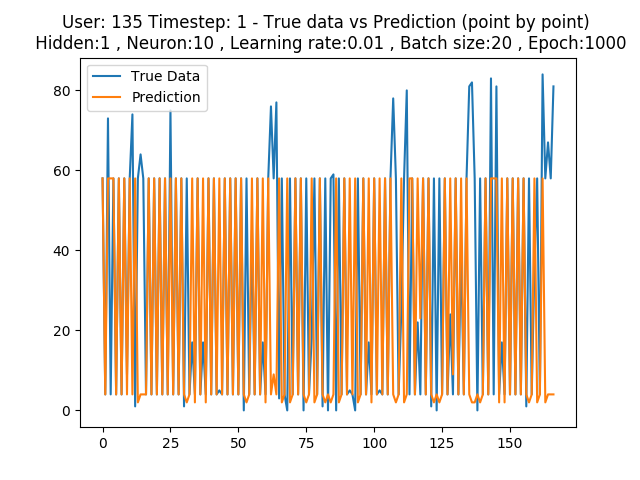 User: 135 Timestep: 1 - True data vs Prediction (point by point)
Hidden:1 , Neuron:10 , Learning rate:0.01 , Batch size:20 , Epoch:1000
True Data
Prediction
80
60
40
20
0
0 25 50 75 100 125 150